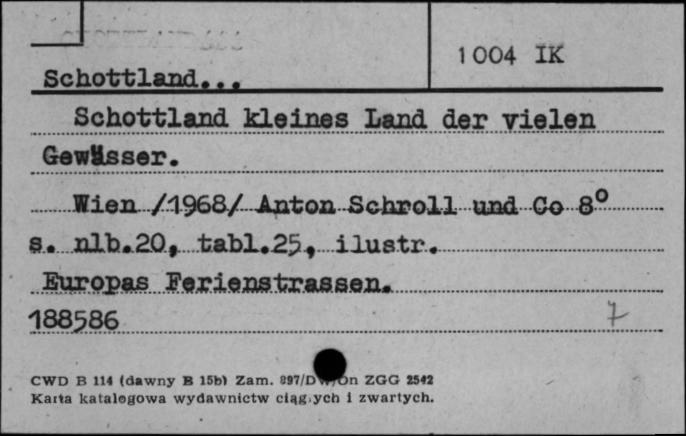 1004 IK
Schottland...
Schottland kleines Land der vielen
Gewässer.
Wien /1968/ Anton Schroll und Co 8°
s. nlb.20, tabl.25, ilustr.
Europas Ferienstrassen.
188586 7
CWD B 114 (dawny B 15b) Zam. 897/D ZGG 2542
Karta katalogowa wydawnictw ciągłych i zwartych.